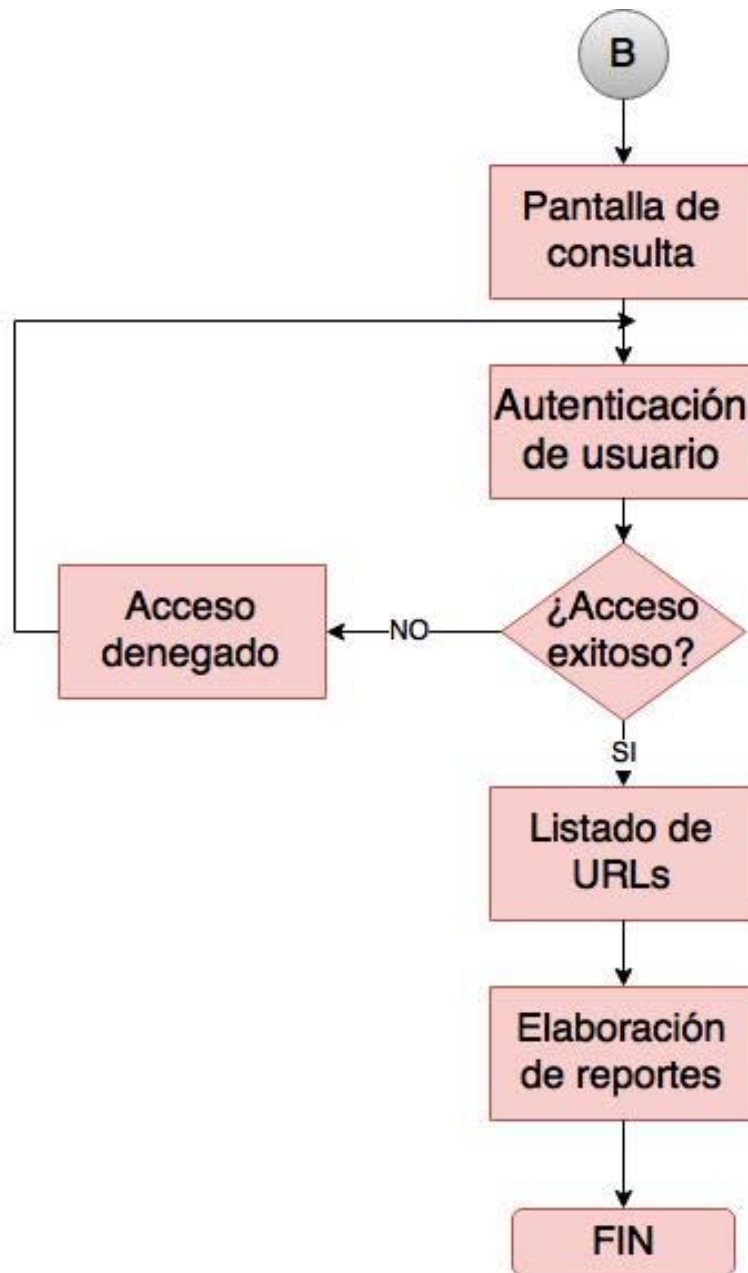 B
Pantalla de
consulta
Autenticación
de usuario
Acceso
denegado
NO
¿Acceso
exitoso?
SI
Listado de
URLs
Elaboración
de reportes
FIN